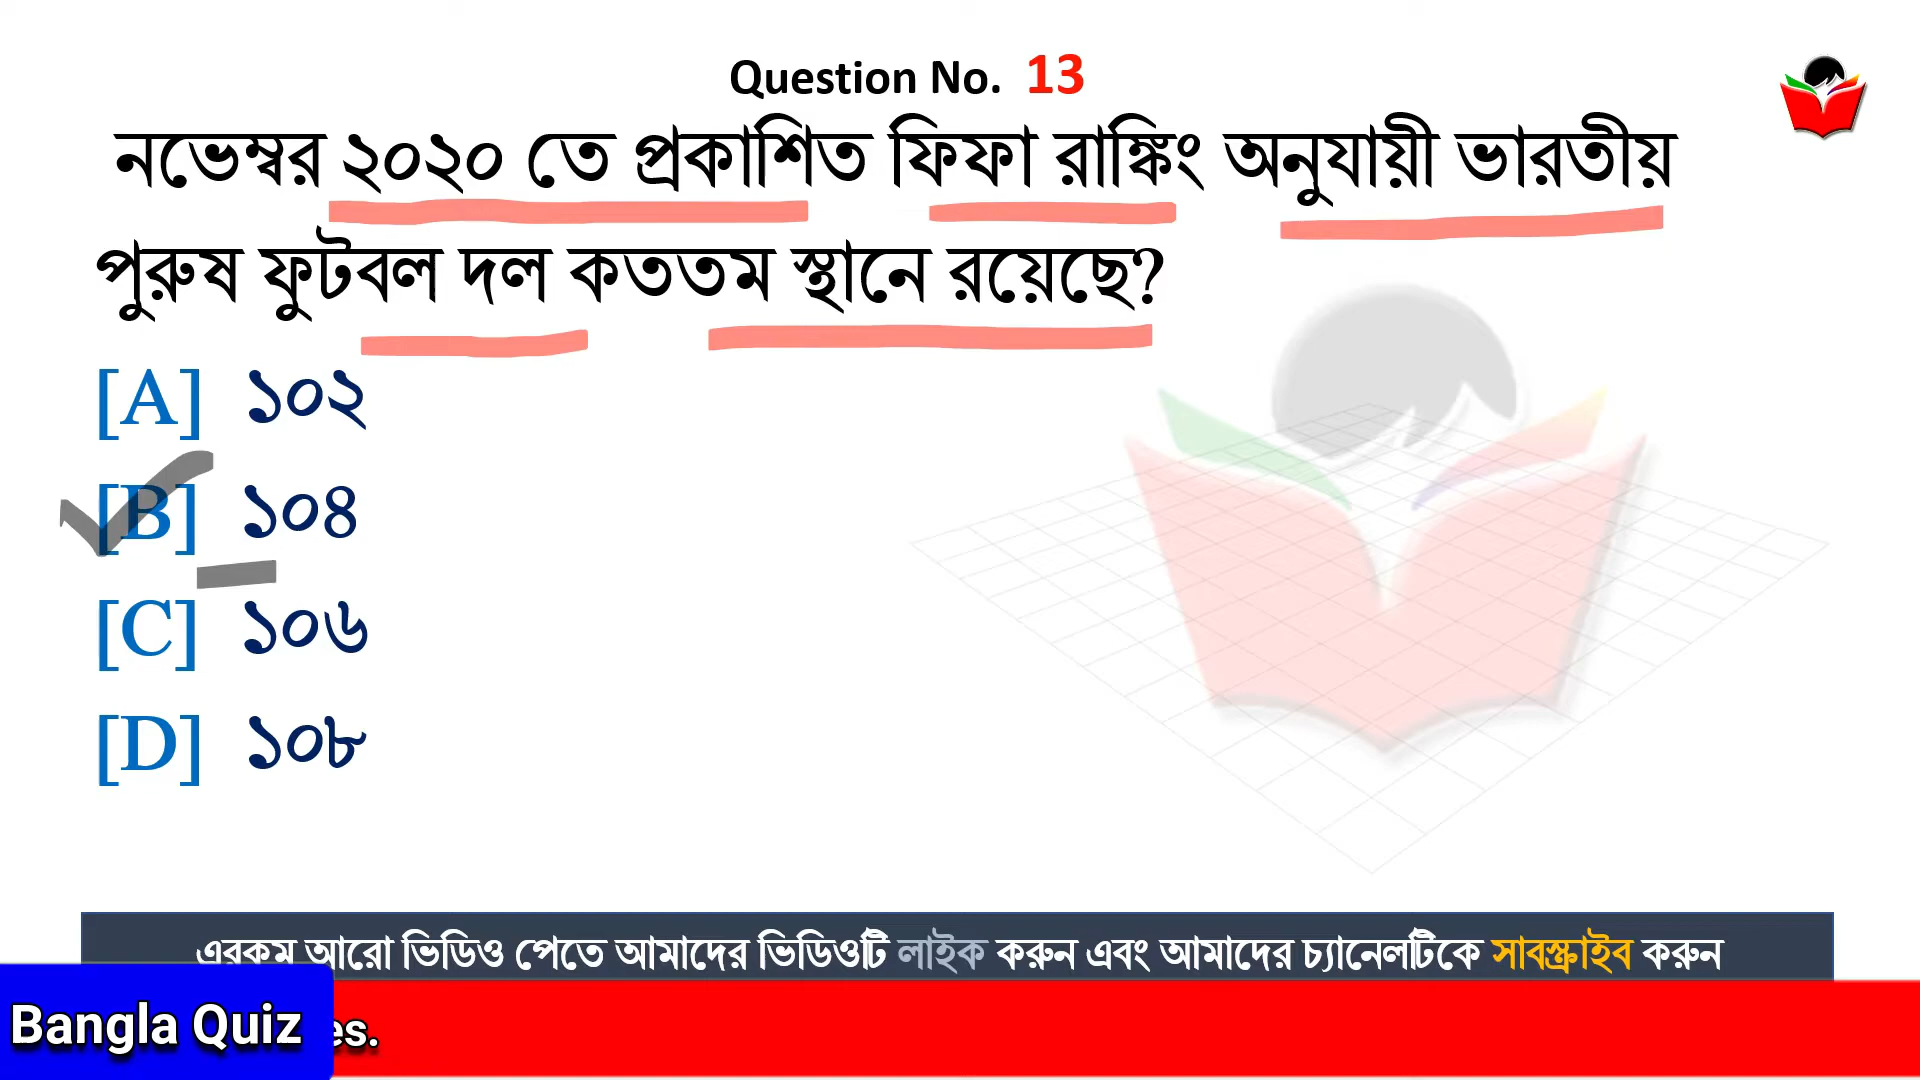 Question No. 13
নভেম্বর ২০২০ তে প্রকাশিত ফিফা রাঙ্কিং অনুযায়ী ভারতীয়
পুরুষ ফুটবল দল কততম স্থানে রয়েছে?
[A] ১০২
[B] ১০৪
[C] ১০৬
[D] ১০৮
এরকম আরো ভিডিও পেতে আমাদের ভিডিওটি লাইক করুন এবং আমাদের চ্যানেলটিকে সাবস্ক্রাইব করুন
Bangla Quiz